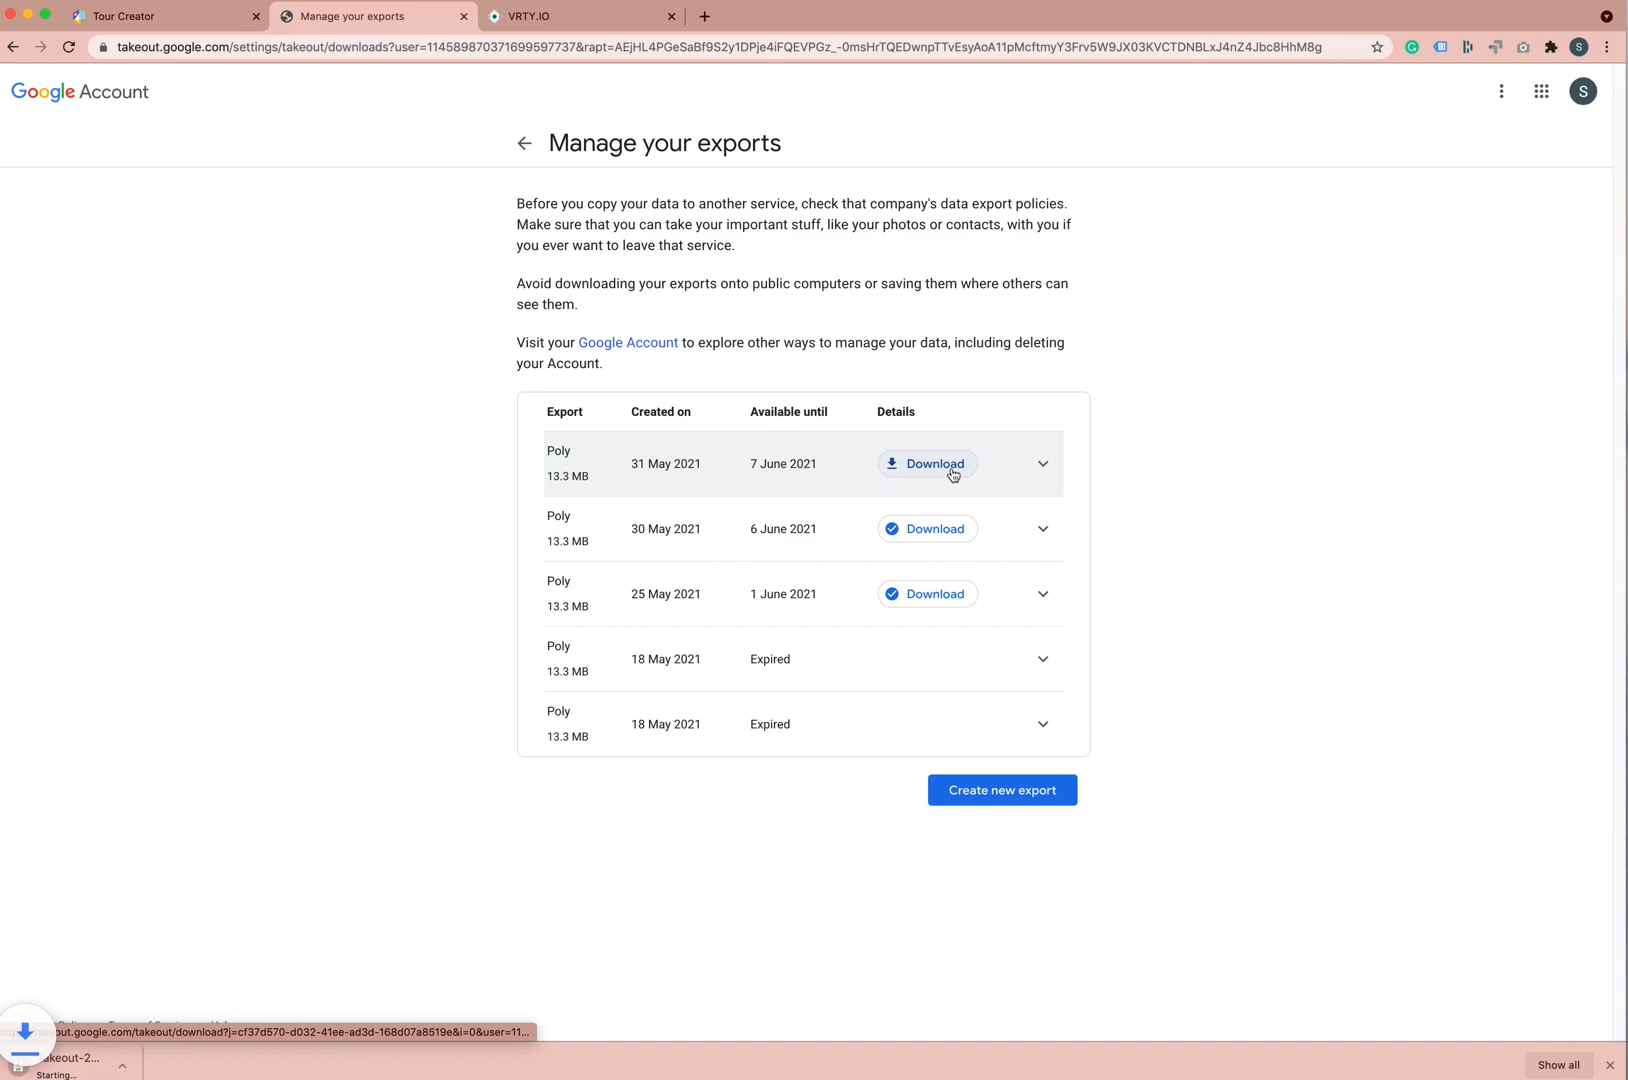 Tour Creator
Manage your exports
VRTY.IO
takeout.google.com/settings/takeout/downloads?user=114589870371699597737&rapt=AEjHL4PGeSaBf9S2y1DPje4iFQEVPGz_-0msHrTQEDwnpTTvEsyAoA11pMcftmyY3Frv5W9JX03KVCTDNBLxJ4nZ4Jbc8HhM8g
S
Google Account
S
Manage your exports
Before you copy your data to another service, check that company's data export policies.
Make sure that you can take your important stuff, like your photos or contacts, with you if
you ever want to leave that service.
Avoid downloading your exports onto public computers or saving them where others can
see them.
Visit your Google Account to explore other ways to manage your data, including deleting
your Account.
Export Created on Available until Details
Poly
13.3 MB
31 May 2021 7 June 2021 Download
Poly
13.3 MB
30 May 2021 6 June 2021 Download
Poly
13.3 MB
25 May 2021 1 June 2021 Download
Poly
13.3 MB
18 May 2021 Expired
Poly
13.3 MB
18 May 2021 Expired
Create new export
out.google.com/takeout/download?j=cf37d570-d032-41ee-ad3d-168d07a8519e&i=0&user=11...
akeout-2...
Starting...
Show all